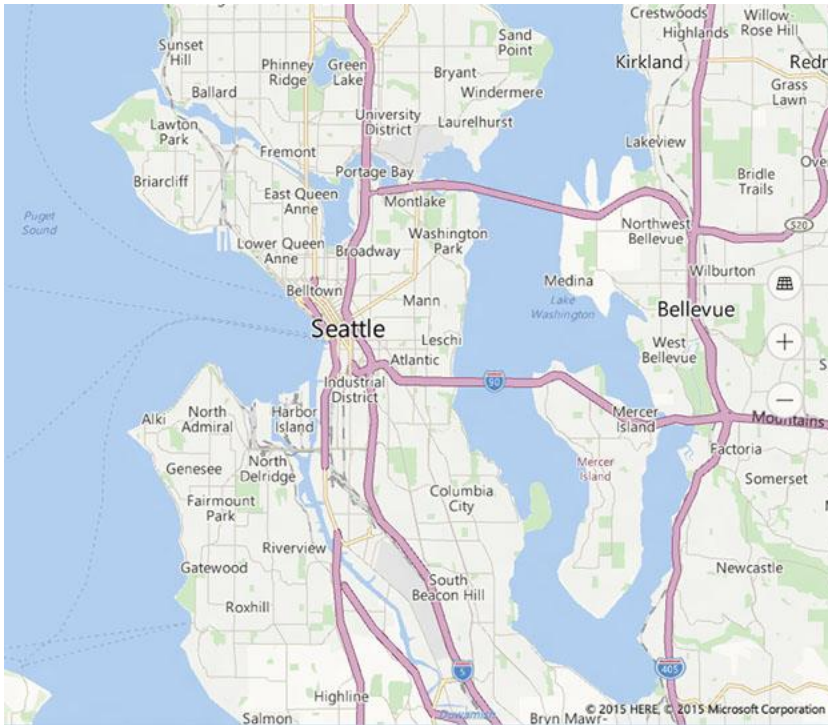 Crestwoods
Willow-
Rose Hill
Highlands
Sand
Point
Sunset
Hill
Phinney
Ridge
Green
Lake
Kirkland
Bryant
Grass
Lawn
Ballard
Windermere
University
District
Laurelhurst
Lawton
Park
Lakeview
Fremont
Portage Bay
Bridle
Trails
Briarcliff
East Queen
Anne
Montlake
Puget
Sound
Northwest
Bellevue
520
Lower Queen
Anne
Broadway
Washington
Park
Wilburton
Belltown
Mann
Medina
Lake
Washington
Bellevue
Seattle
Leschi
West
Bellevue
Atlantic
90
Industrial
District
Alki
North
Admiral
Harbor
Island
Mercer
Island
Mountains
Factoria
Genesee
North
Delridge
Mercer
Island
Somerset
Fairmount
Park
Columbia
City
Riverview
Gatewood
Newcastle
South
Beacon Hill
Roxhill
5
405
Highline
Salmon
Duwamish
Bryn Mawr-
© 2015 HERE, © 2015 Microsoft Corporation